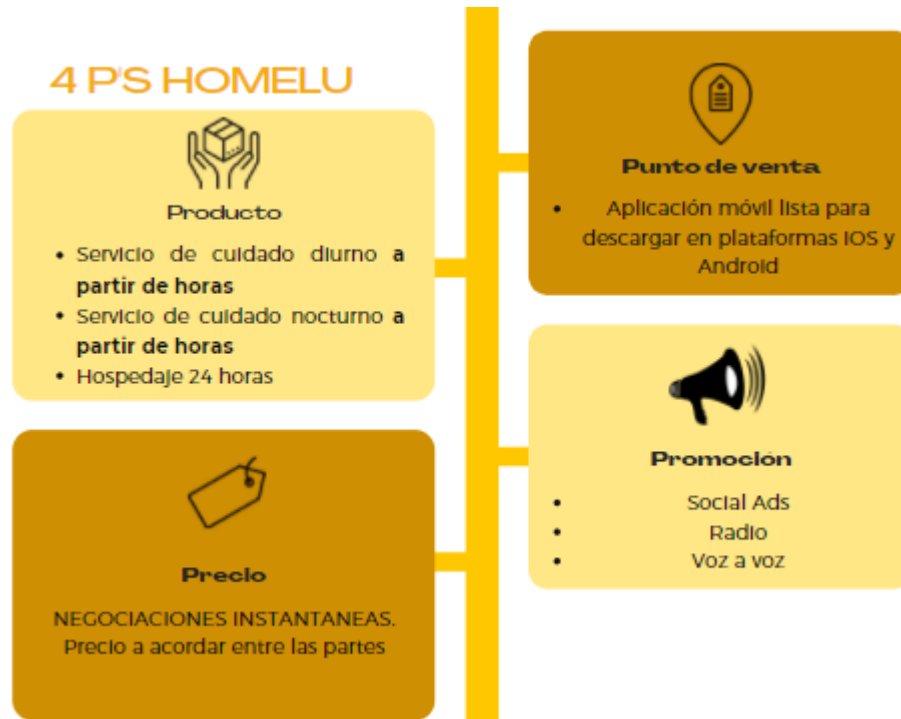 4 P'S HOMELU
Producto
• Servicio de cuidado diurno a
partir de horas
• Servicio de cuidado nocturno a
partir de horas
• Hospedaje 24 horas
Precio
NEGOCIACIONES INSTANTANEAS.
Precio a acordar entre las partes
Punto de venta
• Aplicación móvil lista para
descargar en plataformas IOS y
Android
Promoción
• Social Ads
• Radio
• Voz a voz